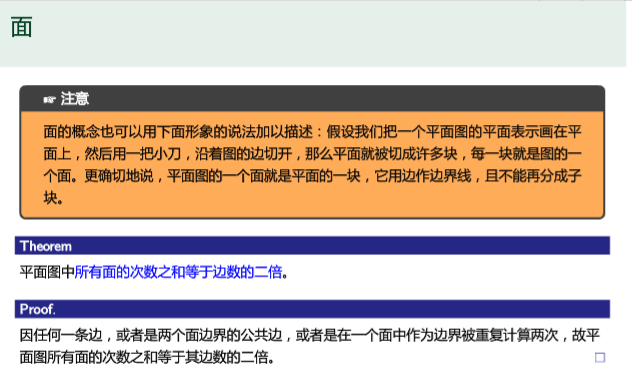 面
☞ 注意
面的概念也可以用下面形象的说法加以描述：假设我们把一个平面图的平面表示画在平
面上，然后用一把小刀，沿着图的边切开，那么平面就被切成许多块，每一块就是图的一
个面。更确切地说，平面图的一个面就是平面的一块，它用边作边界线，且不能再分成子
块。
Theorem
平面图中所有面的次数之和等于边数的二倍。
Proof.
因任何一条边，或者是两个面边界的公共边，或者是在一个面中作为边界被重复计算两次，故平
面图所有面的次数之和等于其边数的二倍。 □